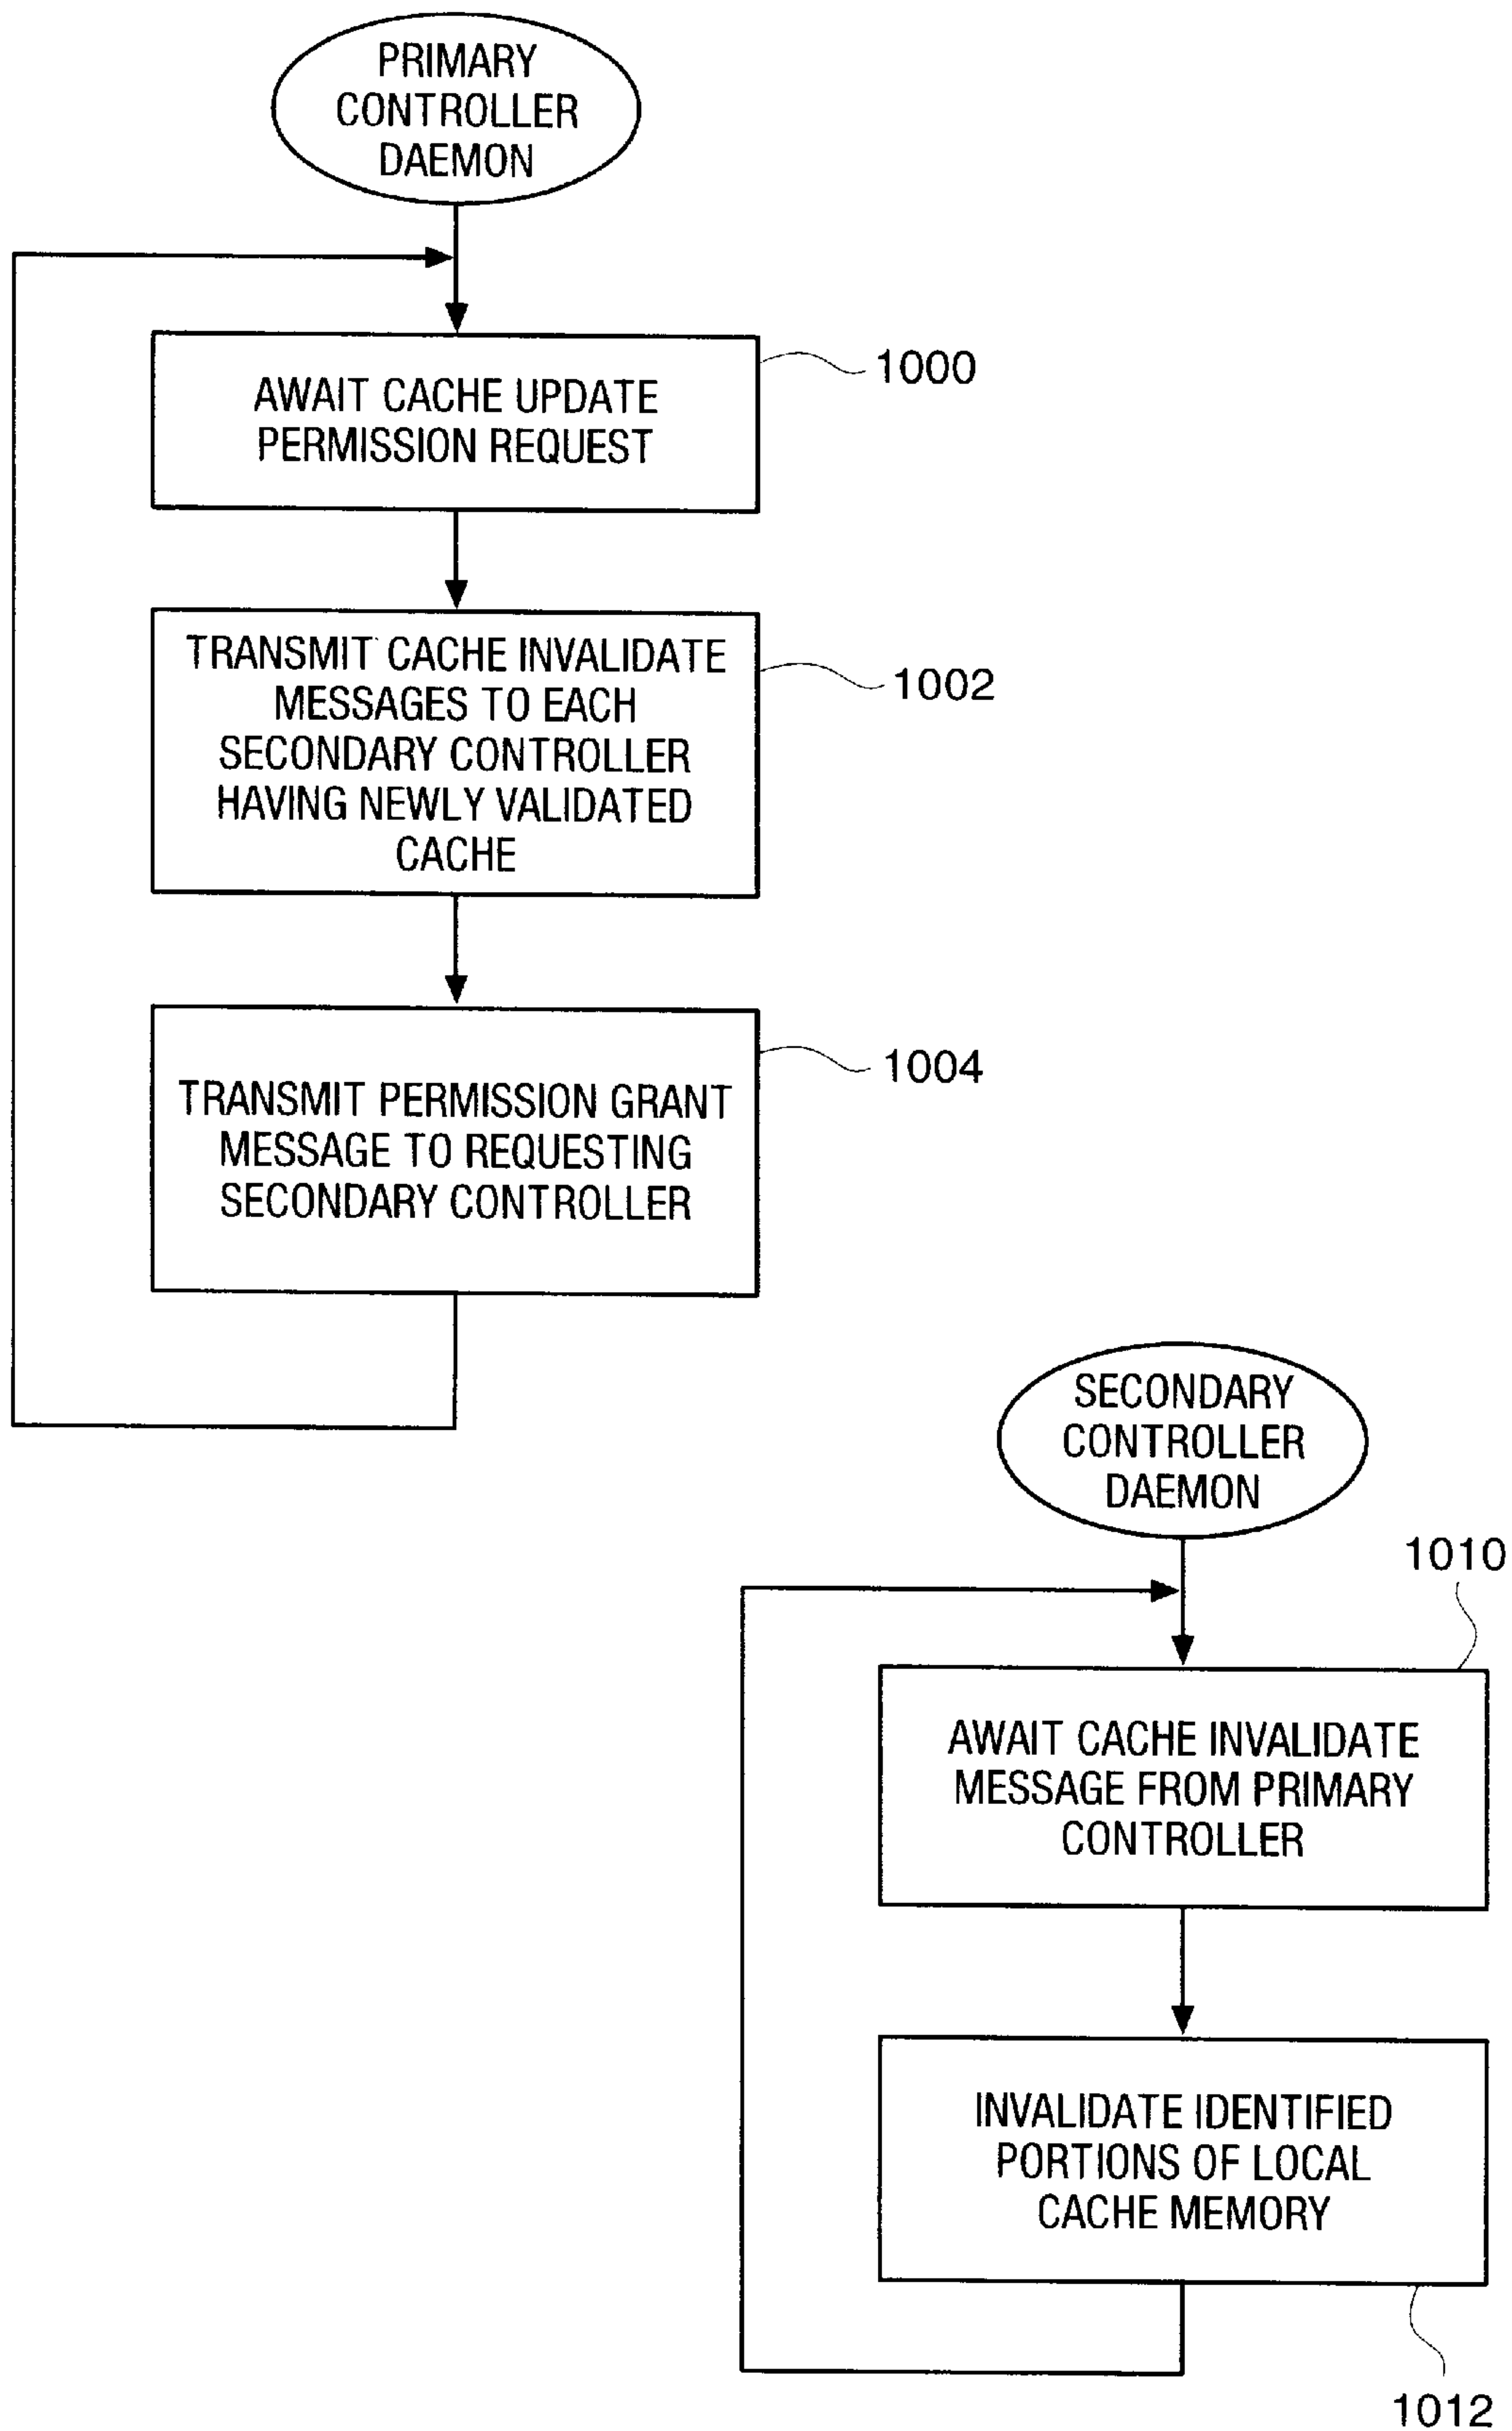 PRIMARY
CONTROLLER
DAEMON
1000
AWAIT CACHE UPDATE
PERMISSION REQUEST
TRANSMIT CACHE INVALIDATE
MESSAGES TO EACH
SECONDARY CONTROLLER
HAVING NEWLY VALIDATED
CACHE
1002
1004
TRANSMIT PERMISSION GRANT
MESSAGE TO REQUESTING
SECONDARY CONTROLLER
SECONDARY
CONTROLLER
DAEMON
1010
AWAIT CACHE INVALIDATE
MESSAGE FROM PRIMARY
CONTROLLER
INVALIDATE IDENTIFIED
PORTIONS OF LOCAL
CACHE MEMORY
1012